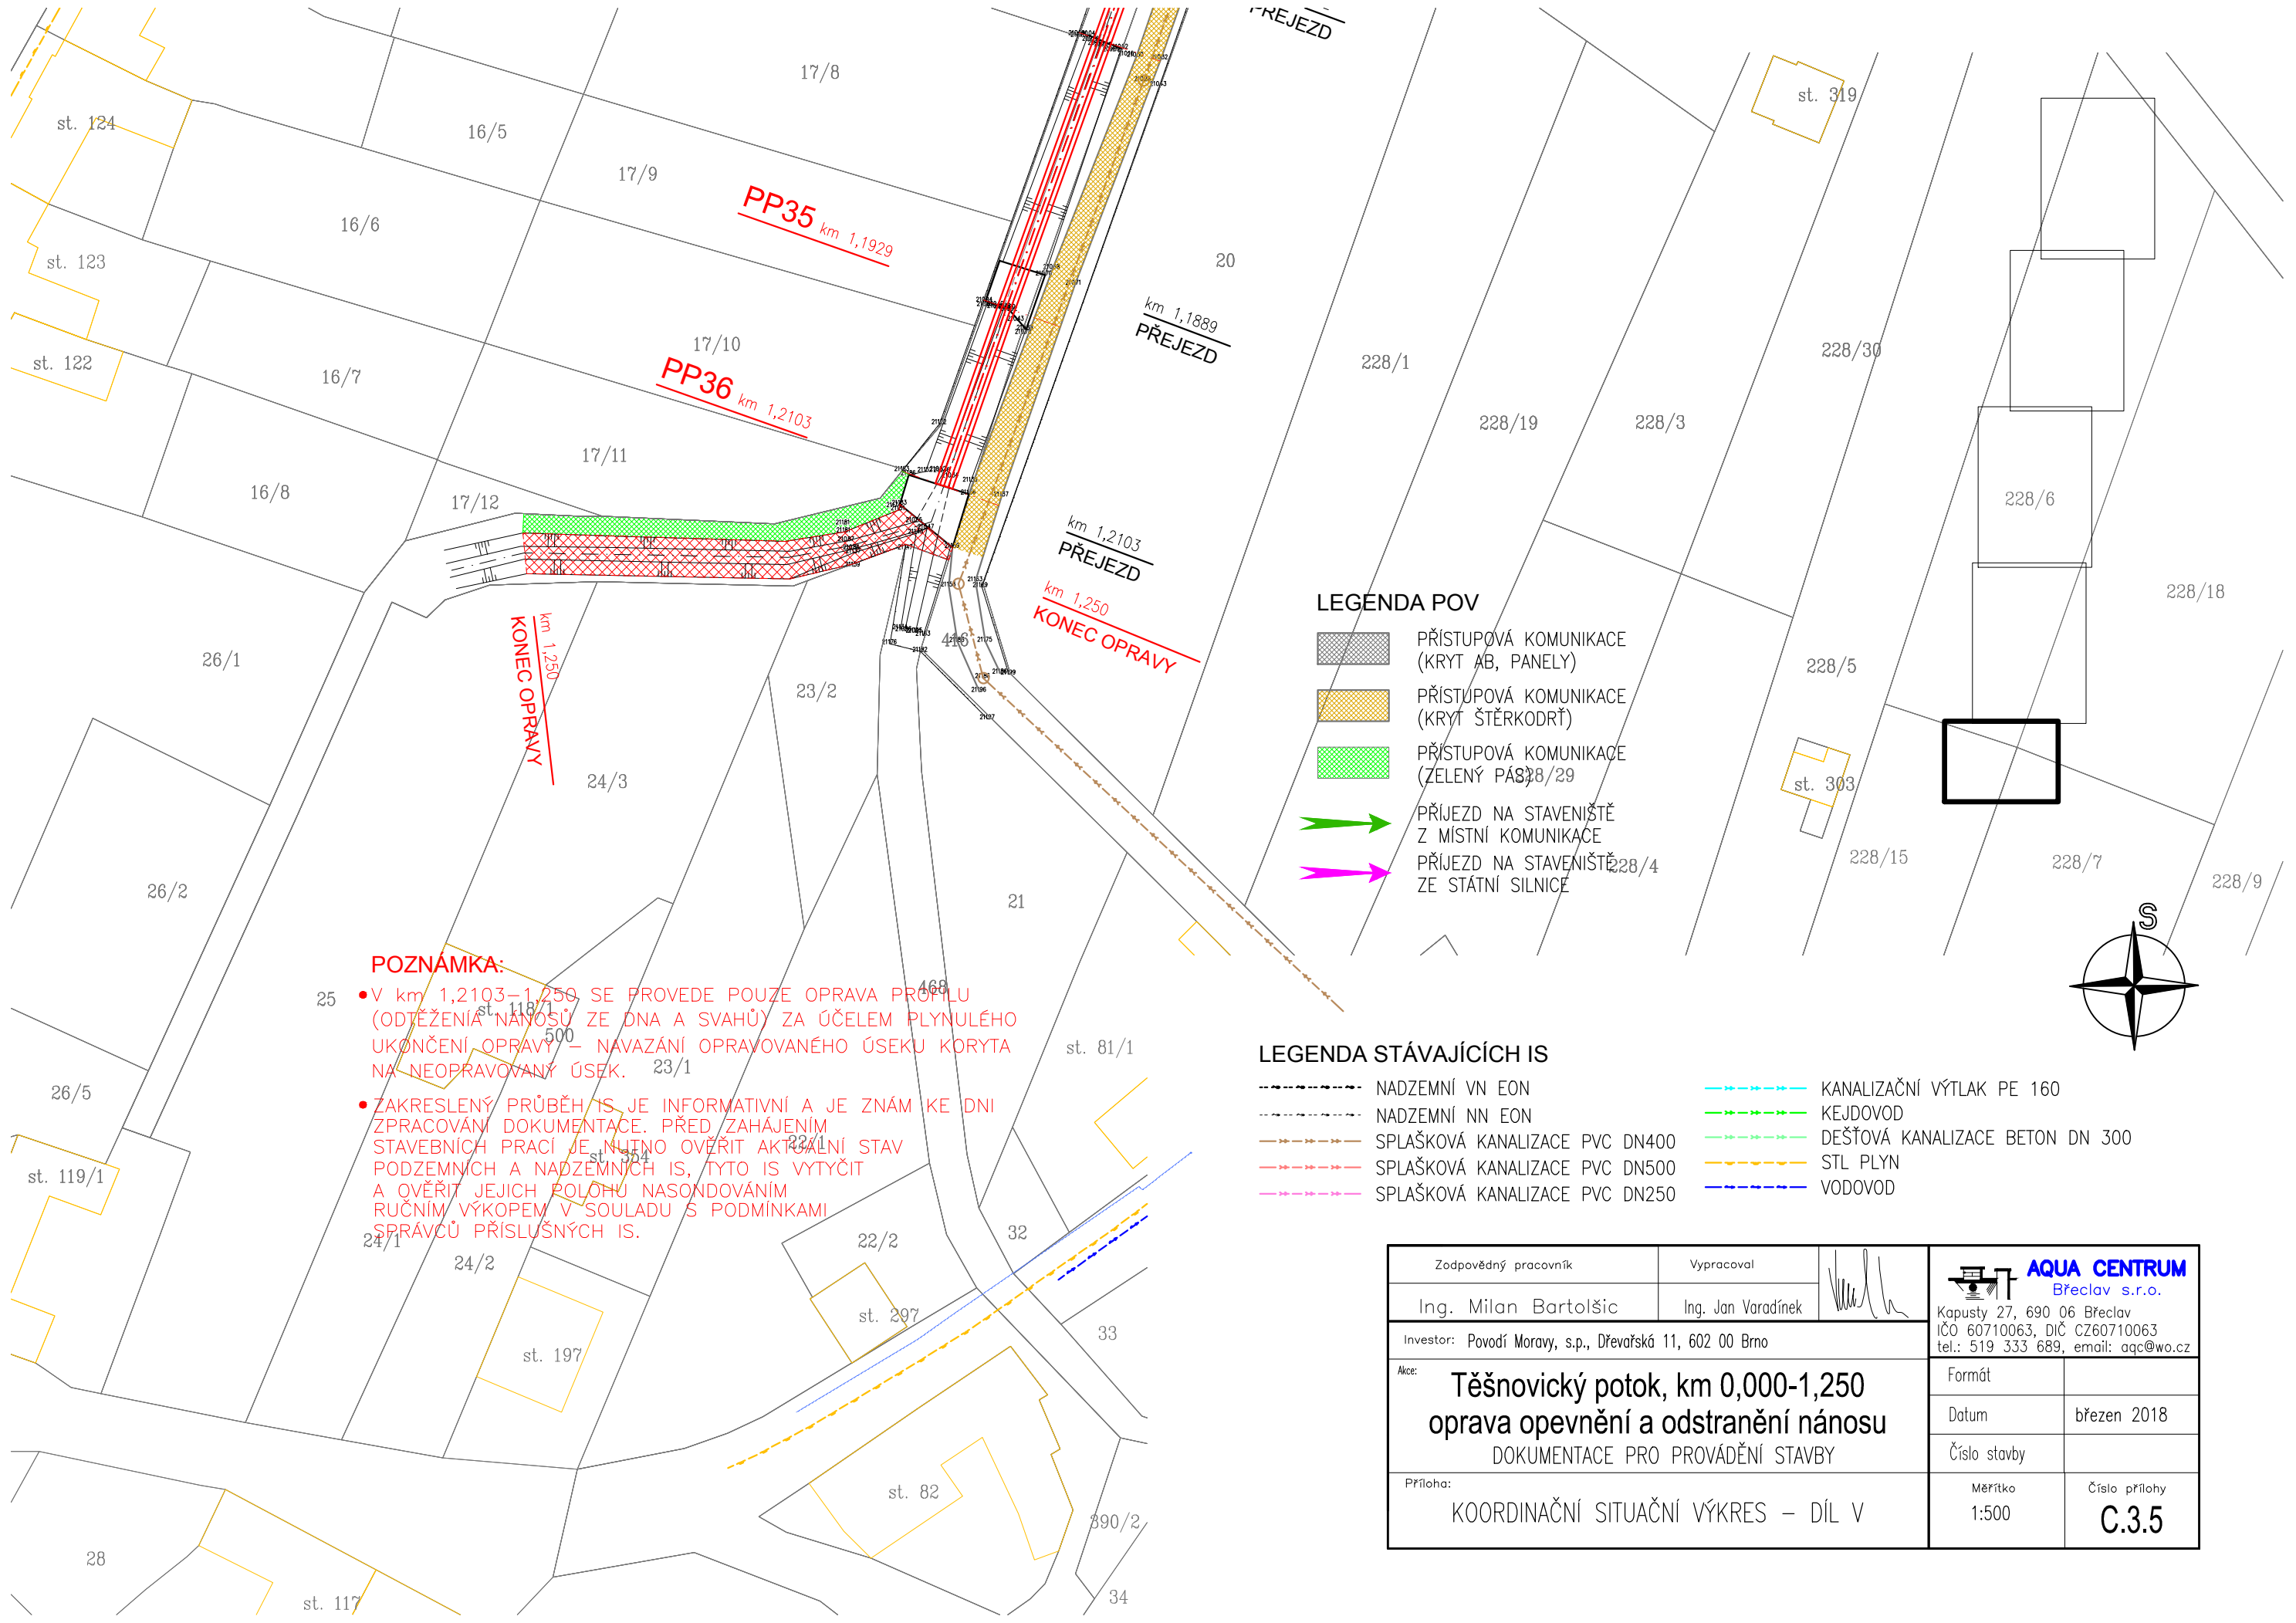 PŘEJEZD
17/8
st. 319
st. 124
16/5
17/9
PP35 km 1,1929
16/6
st. 123
20
km 1,1889
PŘEJEZD
17/10
228/30
228/1
st. 122
16/7
PP36 km 1,2103
228/19
228/3
17/11
16/8
17/12
228/6
km 1,2103
PŘEJEZD
km 1,250
KONEC OPRAVY
km 1,250
KONEC OPRAVY
416
228/18
26/1
23/2
228/5
LEGENDA POV
PŘÍSTUPOVÁ KOMUNIKACE
(KRYT AB, PANELY)
PŘÍSTUPOVÁ KOMUNIKACE
(KRYT ŠTĚRKODRŤ)
PŘÍSTUPOVÁ KOMUNIKACE
(ZELENÝ PÁS)
228/29
PŘÍJEZD NA STAVENIŠTĚ
Z MÍSTNÍ KOMUNIKACE
PŘÍJEZD NA STAVENIŠTĚ
ZE STÁTNÍ SILNICE
228/4
24/3
st. 303
228/15
228/7
228/9
26/2
21
S
25
468
st. 118/1
500
23/1
st. 81/1
26/5
22/1
st. 354
st. 119/1
24/1
24/2
22/2
32
st. 297
33
st. 197
st. 82
390/2
28
st. 117
34
POZNÁMKA:
• V km 1,2103–1,250 SE PROVEDE POUZE OPRAVA PROFILU
(ODTĚŽENÍA NÁNOSŮ ZE DNA A SVAHŮ) ZA ÚČELEM PLYNULÉHO
UKONČENÍ OPRAVY – NAVAZÁNÍ OPRAVOVANÉHO ÚSEKU KORYTA
NA NEOPRAVOVANÝ ÚSEK.
• ZAKRESLENÝ PRŮBĚH IS JE INFORMATIVNÍ A JE ZNÁM KE DNI
ZPRACOVÁNÍ DOKUMENTACE. PŘED ZAHÁJENÍM
STAVEBNÍCH PRACÍ JE NUTNO OVĚŘIT AKTUÁLNÍ STAV
PODZEMNÍCH A NADZEMNÍCH IS, TYTO IS VYTYČIT
A OVĚŘIT JEJICH POLOHU NASONDOVÁNÍM
RUČNÍM VÝKOPEM V SOULADU S PODMÍNKAMI
SPRÁVCŮ PŘÍSLUŠNÝCH IS.
LEGENDA STÁVAJÍCÍCH IS
NADZEMNÍ VN EON
NADZEMNÍ NN EON
SPLAŠKOVÁ KANALIZACE PVC DN400
SPLAŠKOVÁ KANALIZACE PVC DN500
SPLAŠKOVÁ KANALIZACE PVC DN250
KANALIZAČNÍ VÝTLAK PE 160
KEJDOVOD
DEŠŤOVÁ KANALIZACE BETON DN 300
STL PLYN
VODOVOD
Zodpovědný pracovník
Vypracoval
Ing. Milan Bartolšic
Ing. Jan Varadínek
AQUA CENTRUM
Břeclav s.r.o.
Kapusty 27, 690 06 Břeclav
IČO 60710063, DIČ CZ60710063
tel.: 519 333 689, email: aqc@wo.cz
Investor: Povodí Moravy, s.p., Dřevařská 11, 602 00 Brno
Akce:
Těšnovický potok, km 0,000-1,250
oprava opevnění a odstranění nánosu
DOKUMENTACE PRO PROVÁDĚNÍ STAVBY
Formát
Datum březen 2018
Číslo stavby
Příloha:
KOORDINAČNÍ SITUAČNÍ VÝKRES – DÍL V
Měřítko
1:500
Číslo přílohy
C.3.5